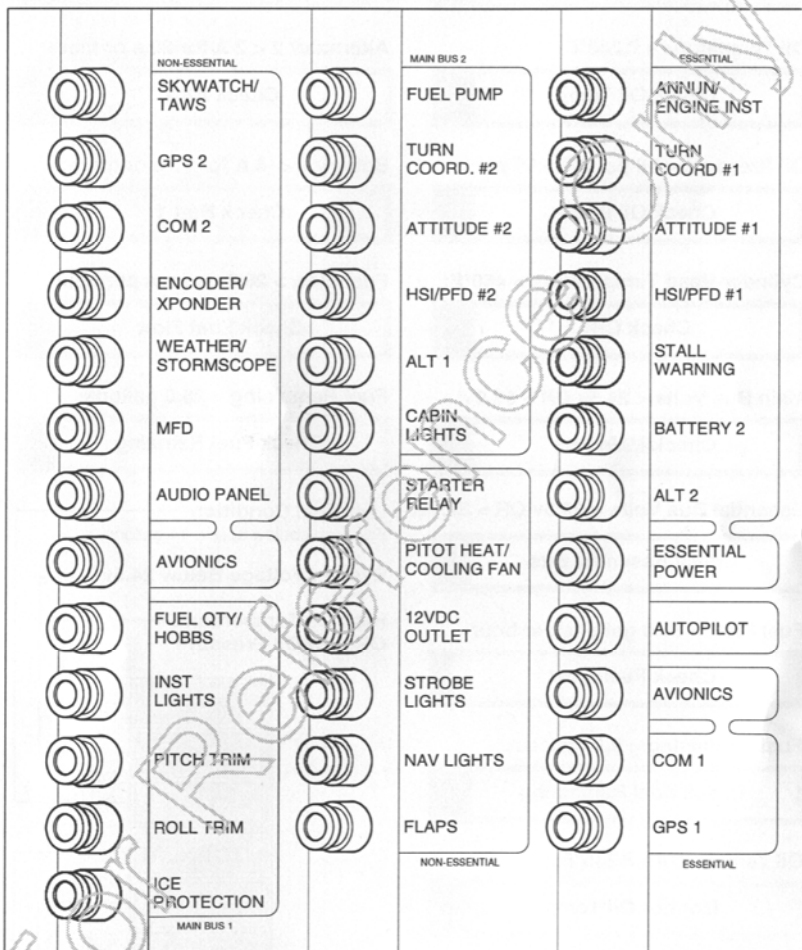 NON-ESSENTIAL
SKYWATCH/
TAWS
GPS 2
COM 2
ENCODER/
XPONDER
WEATHER/
STORMSCOPE
MFD
AUDIO PANEL
AVIONICS
FUEL QTY/
HOBBS
INST
LIGHTS
PITCH TRIM
ROLL TRIM
ICE
PROTECTION
MAIN BUS 1
MAIN BUS 2
FUEL PUMP
TURN
COORD. #2
ATTITUDE #2
HSI/PFD #2
ALT 1
CABIN
LIGHTS
STARTER
RELAY
PITOT HEAT/
COOLING FAN
12VDC
OUTLET
STROBE
LIGHTS
NAV LIGHTS
FLAPS
NON-ESSENTIAL
ESSENTIAL
ANNUN/
ENGINE INST
TURN
COORD #1
ATTITUDE #1
HSI/PFD #1
STALL
WARNING
BATTERY 2
ALT 2
ESSENTIAL
POWER
AUTOPILOT
AVIONICS
COM 1
GPS 1
ESSENTIAL
For Reference Only